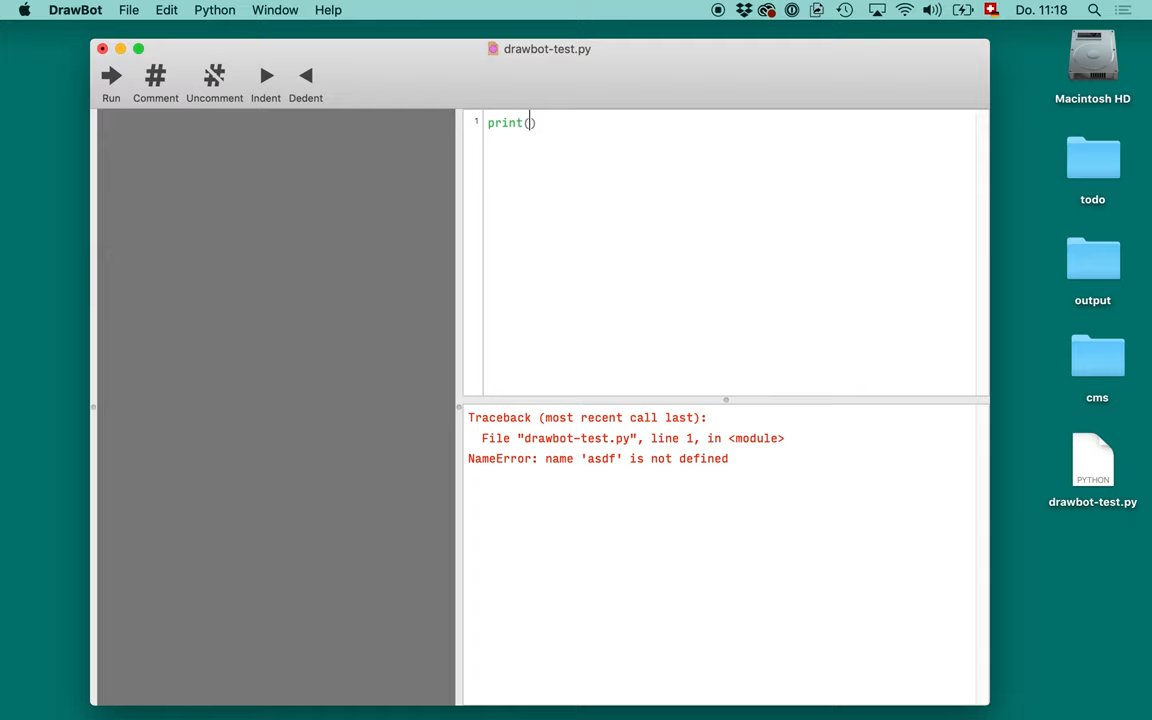 DrawBot File Edit Python Window Help Do. 11:18
drawbot-test.py
Run Comment Uncomment Indent Dedent
1 print()
Traceback (most recent call last):
File "drawbot-test.py", line 1, in <module>
NameError: name 'asdf' is not defined
Macintosh HD
todo
output
cms
PYTHON
drawbot-test.py